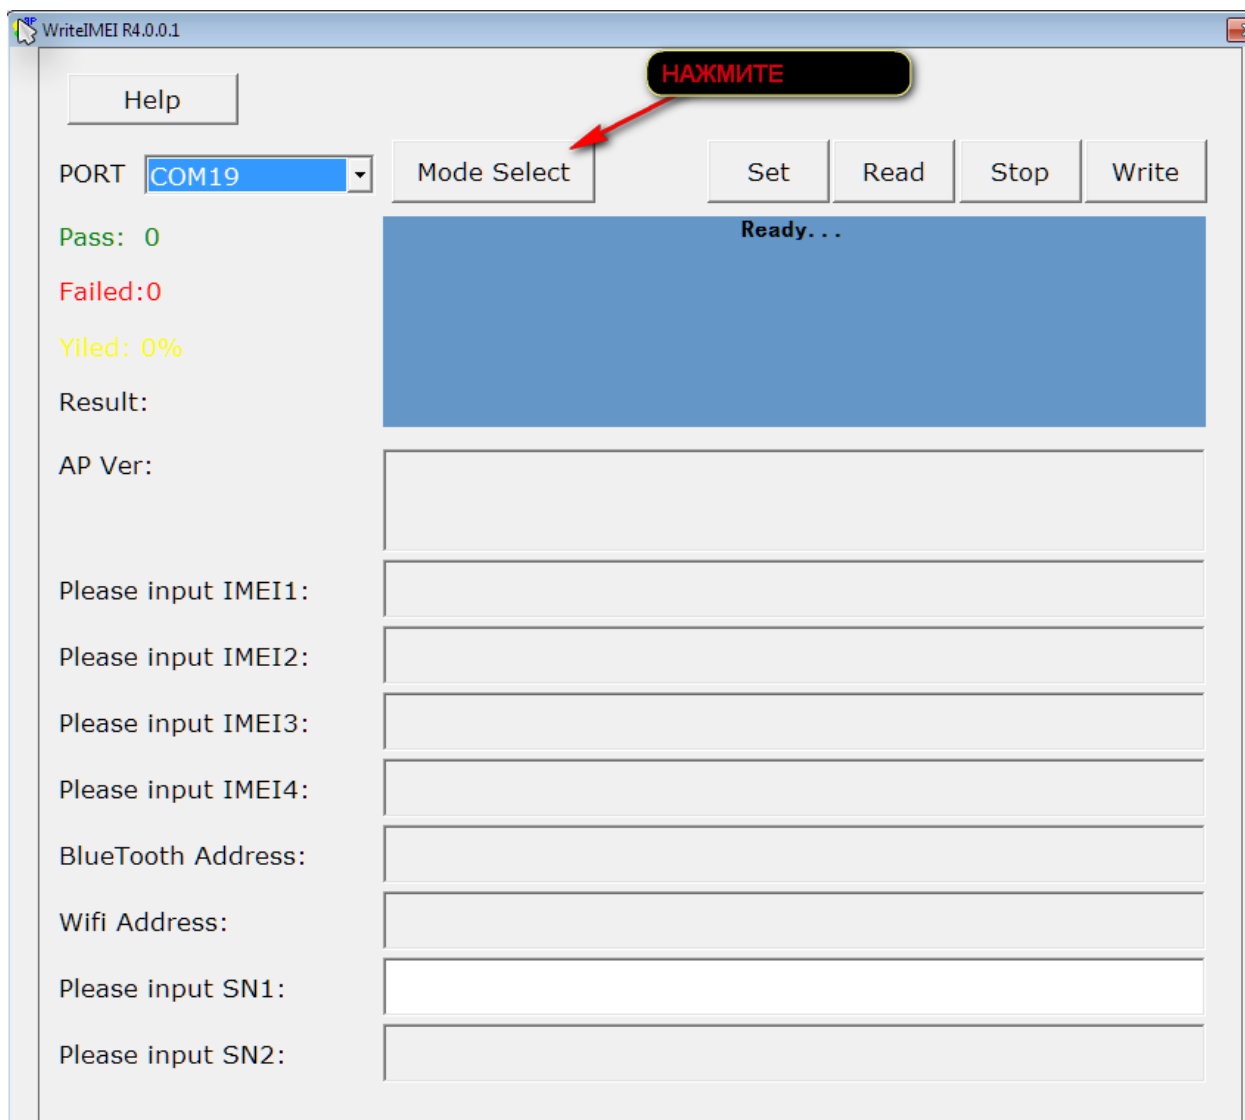 WriteIMEI R4.0.0.1
НАЖМИТЕ
Help
PORT COM19 Mode Select Set Read Stop Write
Pass: 0
Ready...
Failed:0
Yiled: 0%
Result:
AP Ver:
Please input IMEI1:
Please input IMEI2:
Please input IMEI3:
Please input IMEI4:
BlueTooth Address:
Wifi Address:
Please input SN1:
Please input SN2: